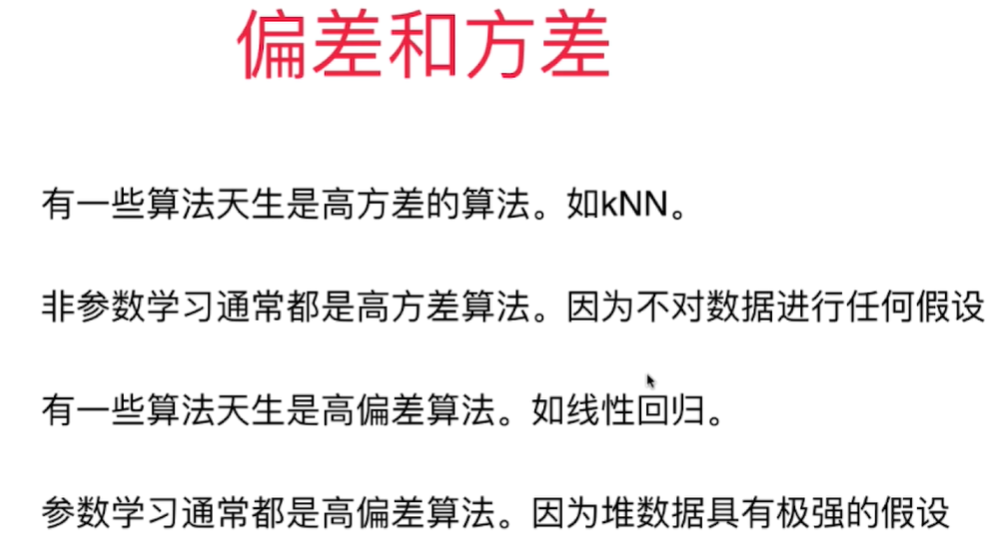 偏差和方差
有一些算法天生是高方差的算法。如kNN。
非参数学习通常都是高方差算法。因为不对数据进行任何假设
有一些算法天生是高偏差算法。如线性回归。
参数学习通常都是高偏差算法。因为堆数据具有极强的假设